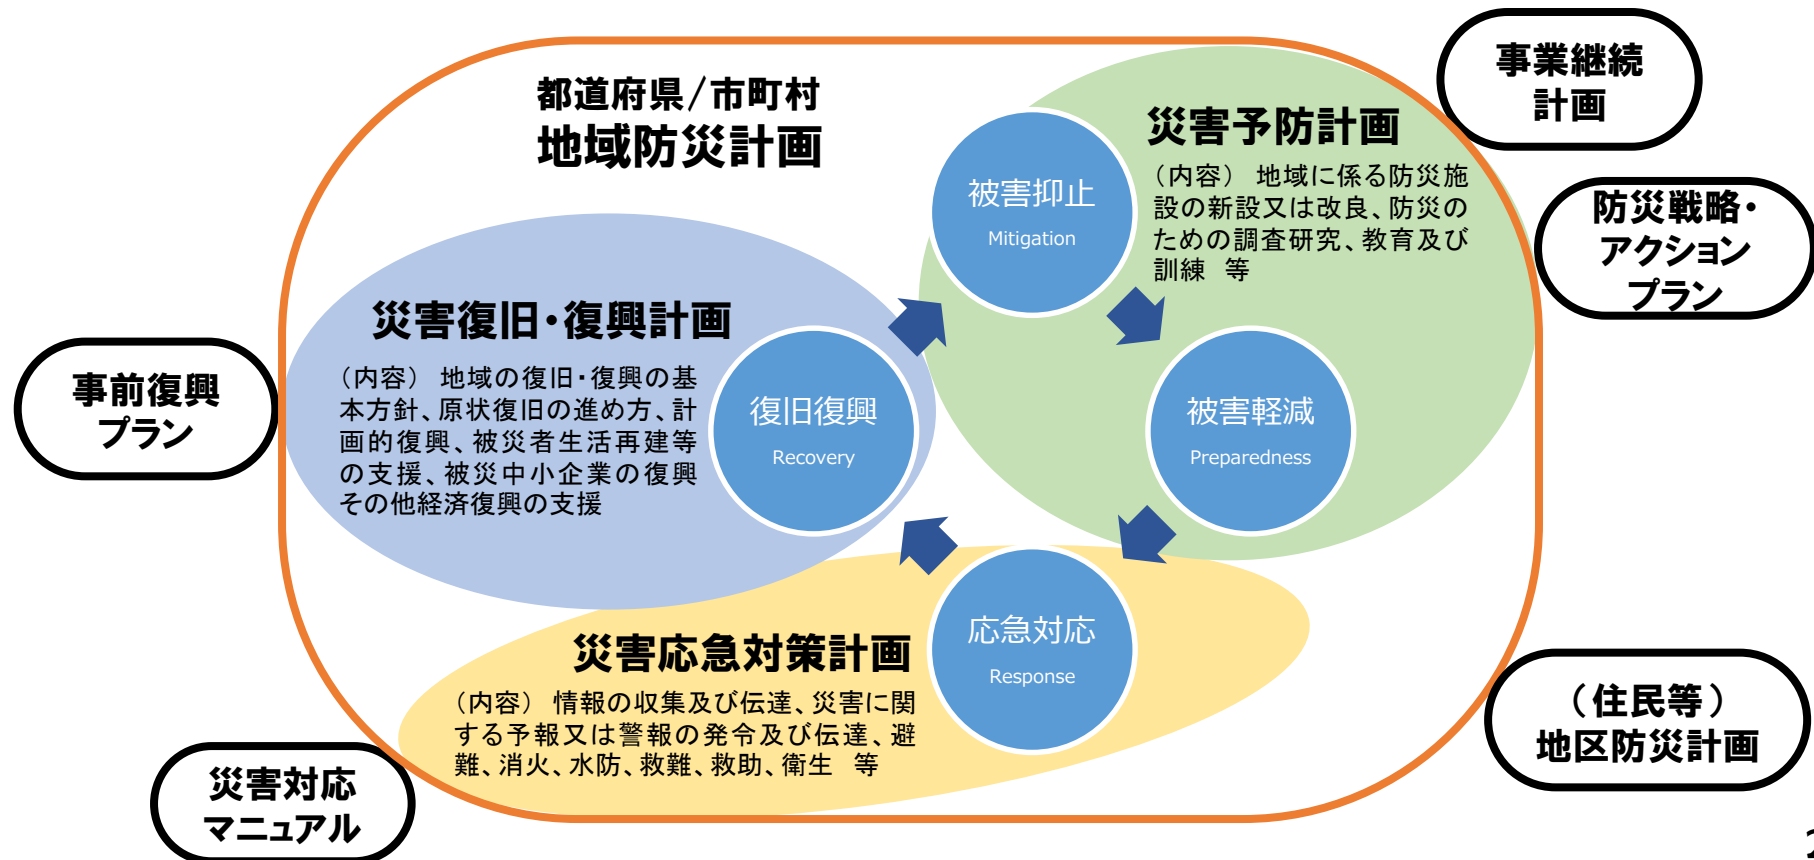 都道府県/市町村
地域防災計画
事業継続
計画
災害予防計画
（内容） 地域に係る防災施
設の新設又は改良、防災の
ための調査研究、教育及び
訓練 等
被害抑止
Mitigation
防災戦略・
アクション
プラン
災害復旧・復興計画
（内容） 地域の復旧・復興の基
本方針、原状復旧の進め方、計
画的復興、被災者生活再建等
の支援、被災中小企業の復興
その他経済復興の支援
事前復興
プラン
復旧復興
Recovery
被害軽減
Preparedness
応急対応
Response
災害応急対策計画
（内容） 情報の収集及び伝達、災害に関
する予報又は警報の発令及び伝達、避
難、消火、水防、救難、救助、衛生 等
（住民等）
地区防災計画
災害対応
マニュアル